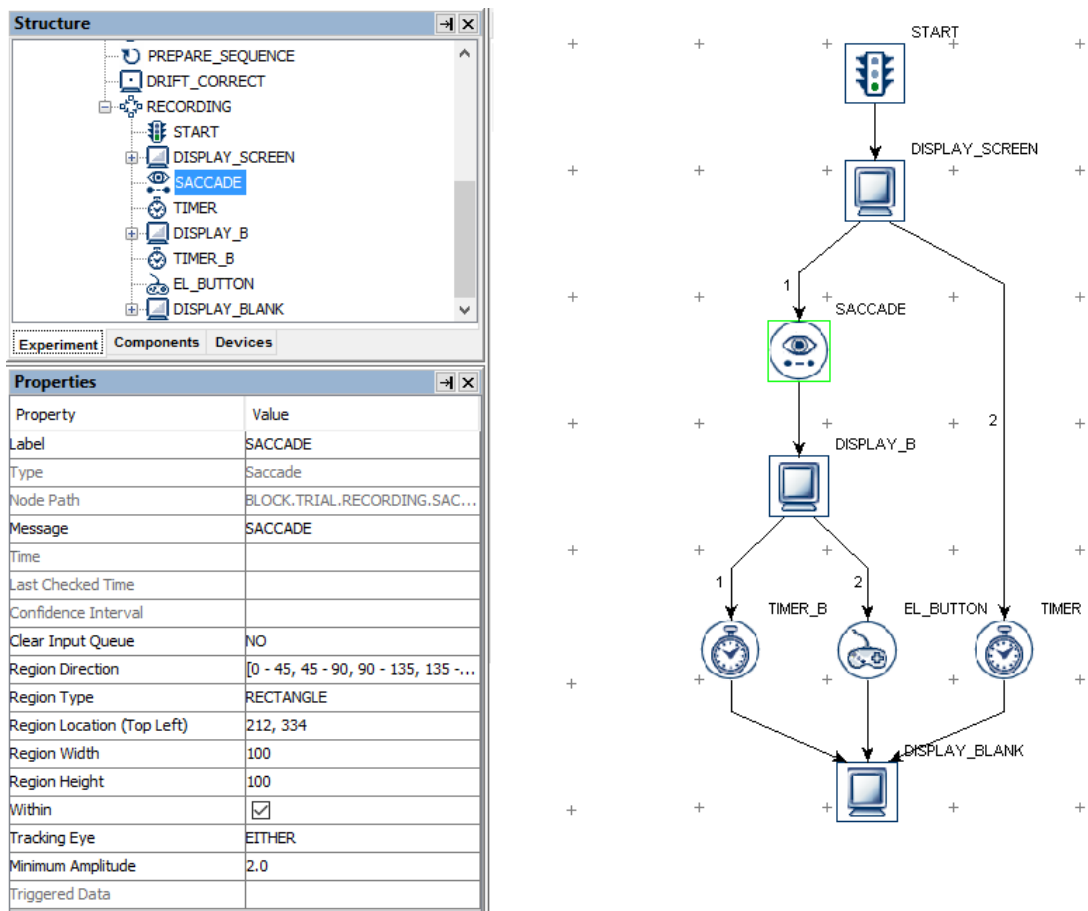 Structure
PREPARE_SEQUENCE
DRIFT_CORRECT
RECORDING
START
DISPLAY_SCREEN
SACCADE
TIMER
DISPLAY_B
TIMER_B
EL_BUTTON
DISPLAY_BLANK
Experiment Components Devices
Properties
Property Value
Label SACCADE
Type Saccade
Node Path BLOCK.TRIAL.RECORDING.SAC...
Message SACCADE
Time
Last Checked Time
Confidence Interval
Clear Input Queue NO
Region Direction [0 - 45, 45 - 90, 90 - 135, 135 -...
Region Type RECTANGLE
Region Location (Top Left) 212, 334
Region Width 100
Region Height 100
Within
Tracking Eye EITHER
Minimum Amplitude 2.0
Triggered Data
START
DISPLAY_SCREEN
1
SACCADE
2
DISPLAY_B
1 2
TIMER_B EL_BUTTON TIMER
DISPLAY_BLANK